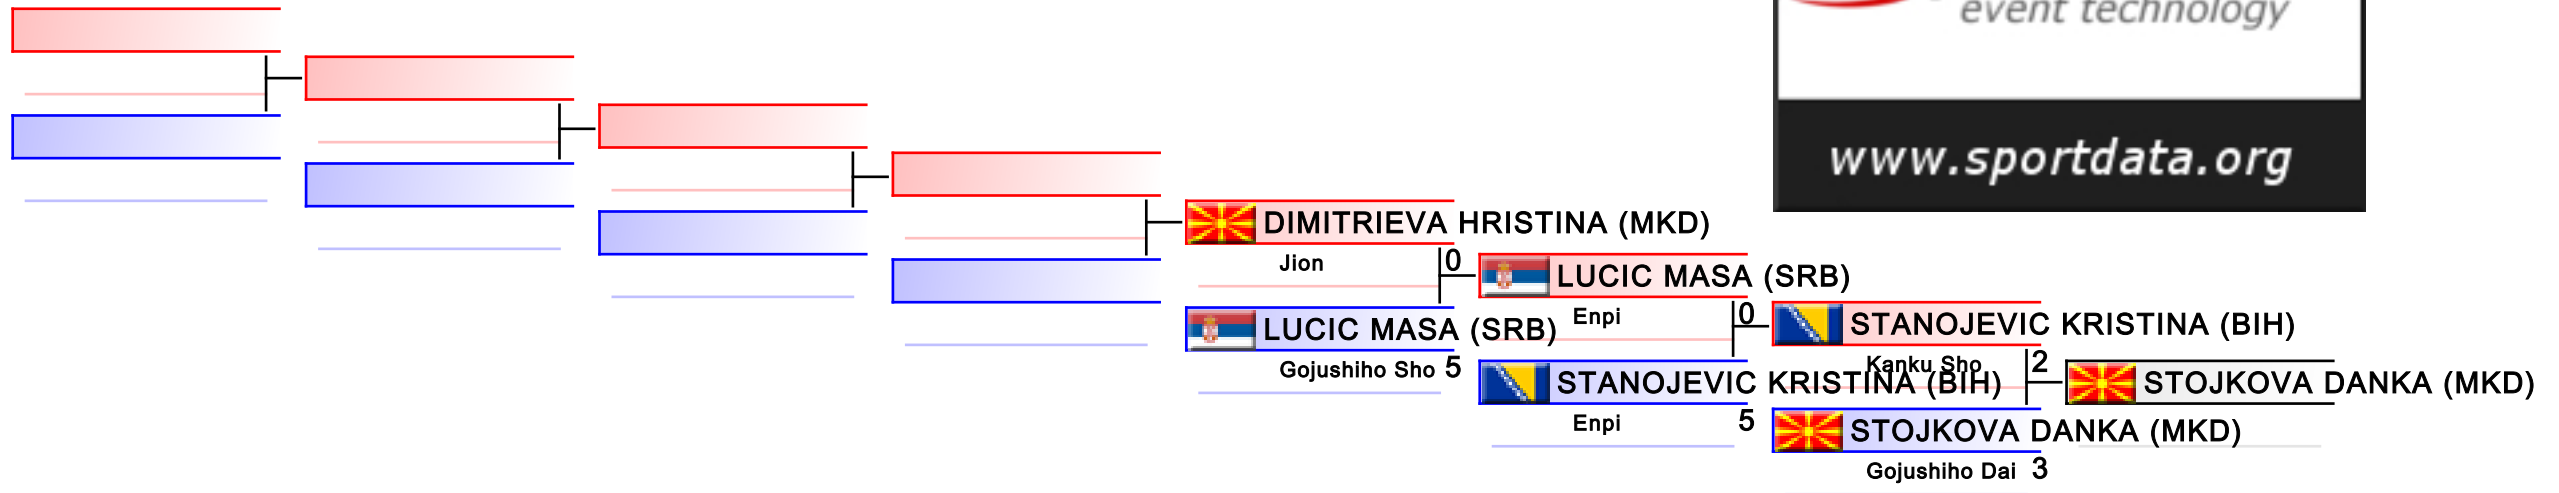 event technology
www.sportdata.org
DIMITRIEVA HRISTINA (MKD)
Jion 0
LUCIC MASA (SRB)
Gojushiho Sho 5
LUCIC MASA (SRB)
Enpi 0
STANOJEVIC KRISTINA (BIH)
Enpi 5
STANOJEVIC KRISTINA (BIH)
Kanku Sho 2
STOJKOVA DANKA (MKD)
Gojushiho Dai 3
STOJKOVA DANKA (MKD)